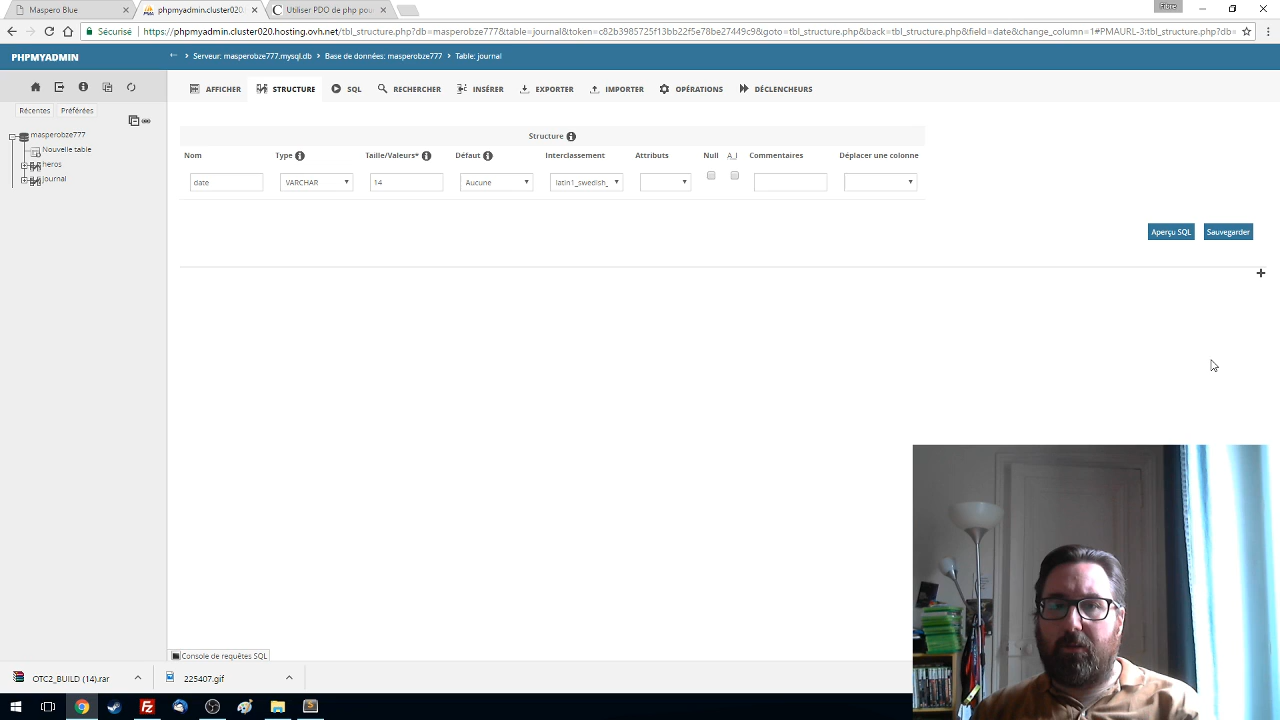 Maspero Blue
phpmyadmin.cluster020.
Utiliser PDO de php pou
Sécurisé
https://phpmyadmin.cluster020.hosting.ovh.net/tbl_structure.php?db=masperobze777&table=journal&token=c82b3985725f13bb22f5e78be27449c9&goto=tbl_structure.php&back=tbl_structure.php&field=date&change_column=1#PMAURL-3:tbl_structure.php?db=
PHPMYADMIN
← Serveur: masperobze777.mysql.db » Base de données: masperobze777 » Table: journal
AFFICHER STRUCTURE SQL RECHERCHER INSÉRER EXPORTER IMPORTER OPÉRATIONS DÉCLENCHEURS
Récentes Préférées
masperobze777
Nouvelle table
heros
journal
Structure
Nom Type Taille/Valeurs* Défaut Interclassement Attributs Null A_I Commentaires Déplacer une colonne
date VARCHAR 14 Aucune latin1_swedish_
Aperçu SQL Sauvegarder
Console de requêtes SQL
OTC2_BUILD (14).rar
225407.gif